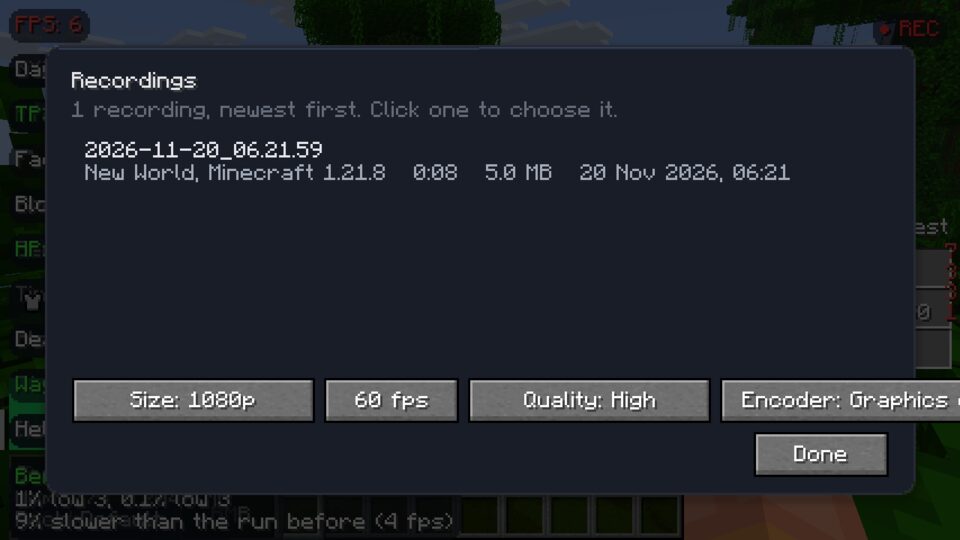 FPS: 6
REC
Recordings
1 recording, newest first. Click one to choose it.
2026-11-20_06.21.59
New World, Minecraft 1.21.8 0:08 5.0 MB 20 Nov 2026, 06:21
Size: 1080p
60 fps
Quality: High
Encoder: Graphics
Done
1% low 3, 0.1% low 3
9% slower than the run before (4 fps)